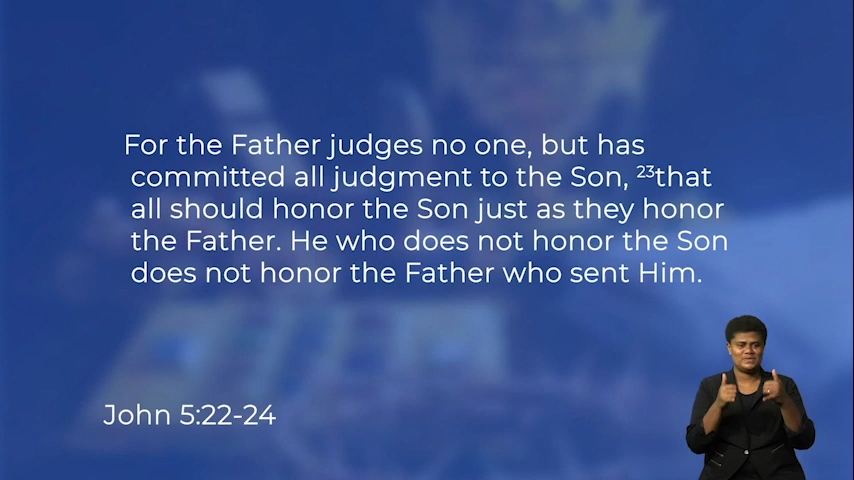 For the Father judges no one, but has
committed all judgment to the Son, ²³that
all should honor the Son just as they honor
the Father. He who does not honor the Son
does not honor the Father who sent Him.
John 5:22-24